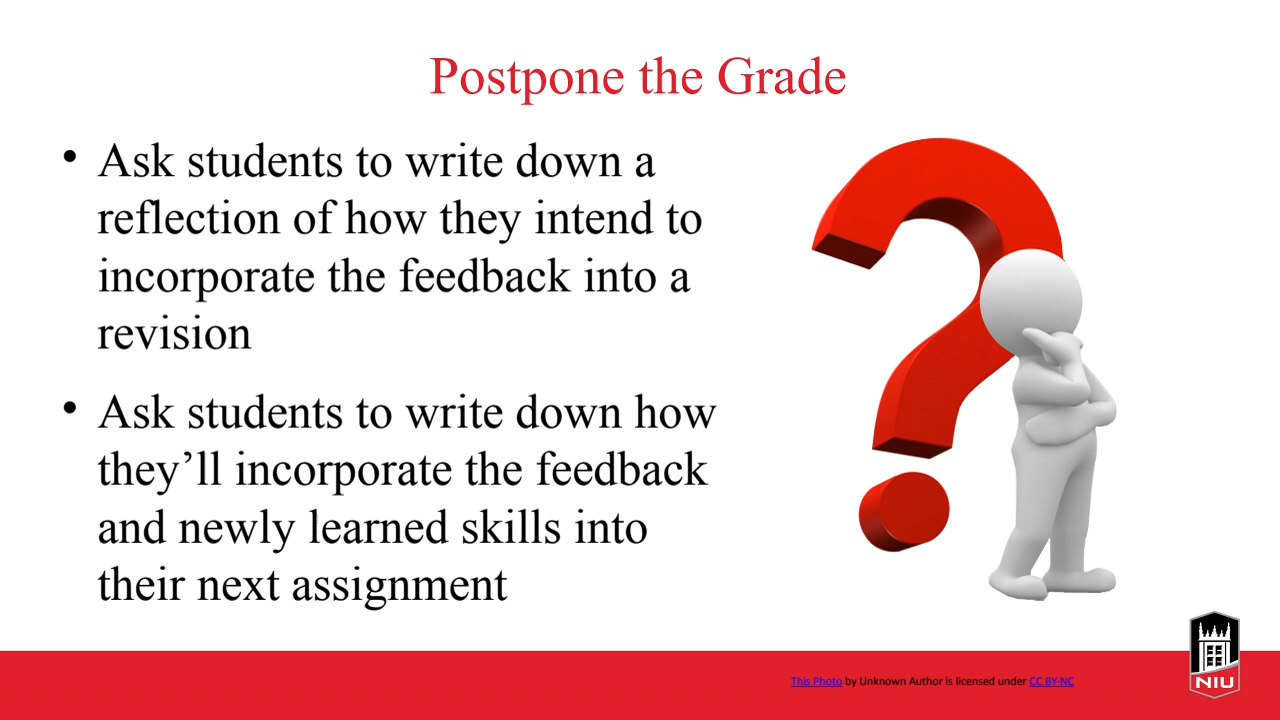 Postpone the Grade
• Ask students to write down a
reflection of how they intend to
incorporate the feedback into a
revision
• Ask students to write down how
they’ll incorporate the feedback
and newly learned skills into
their next assignment
This Photo by Unknown Author is licensed under CC BY-NC
NIU